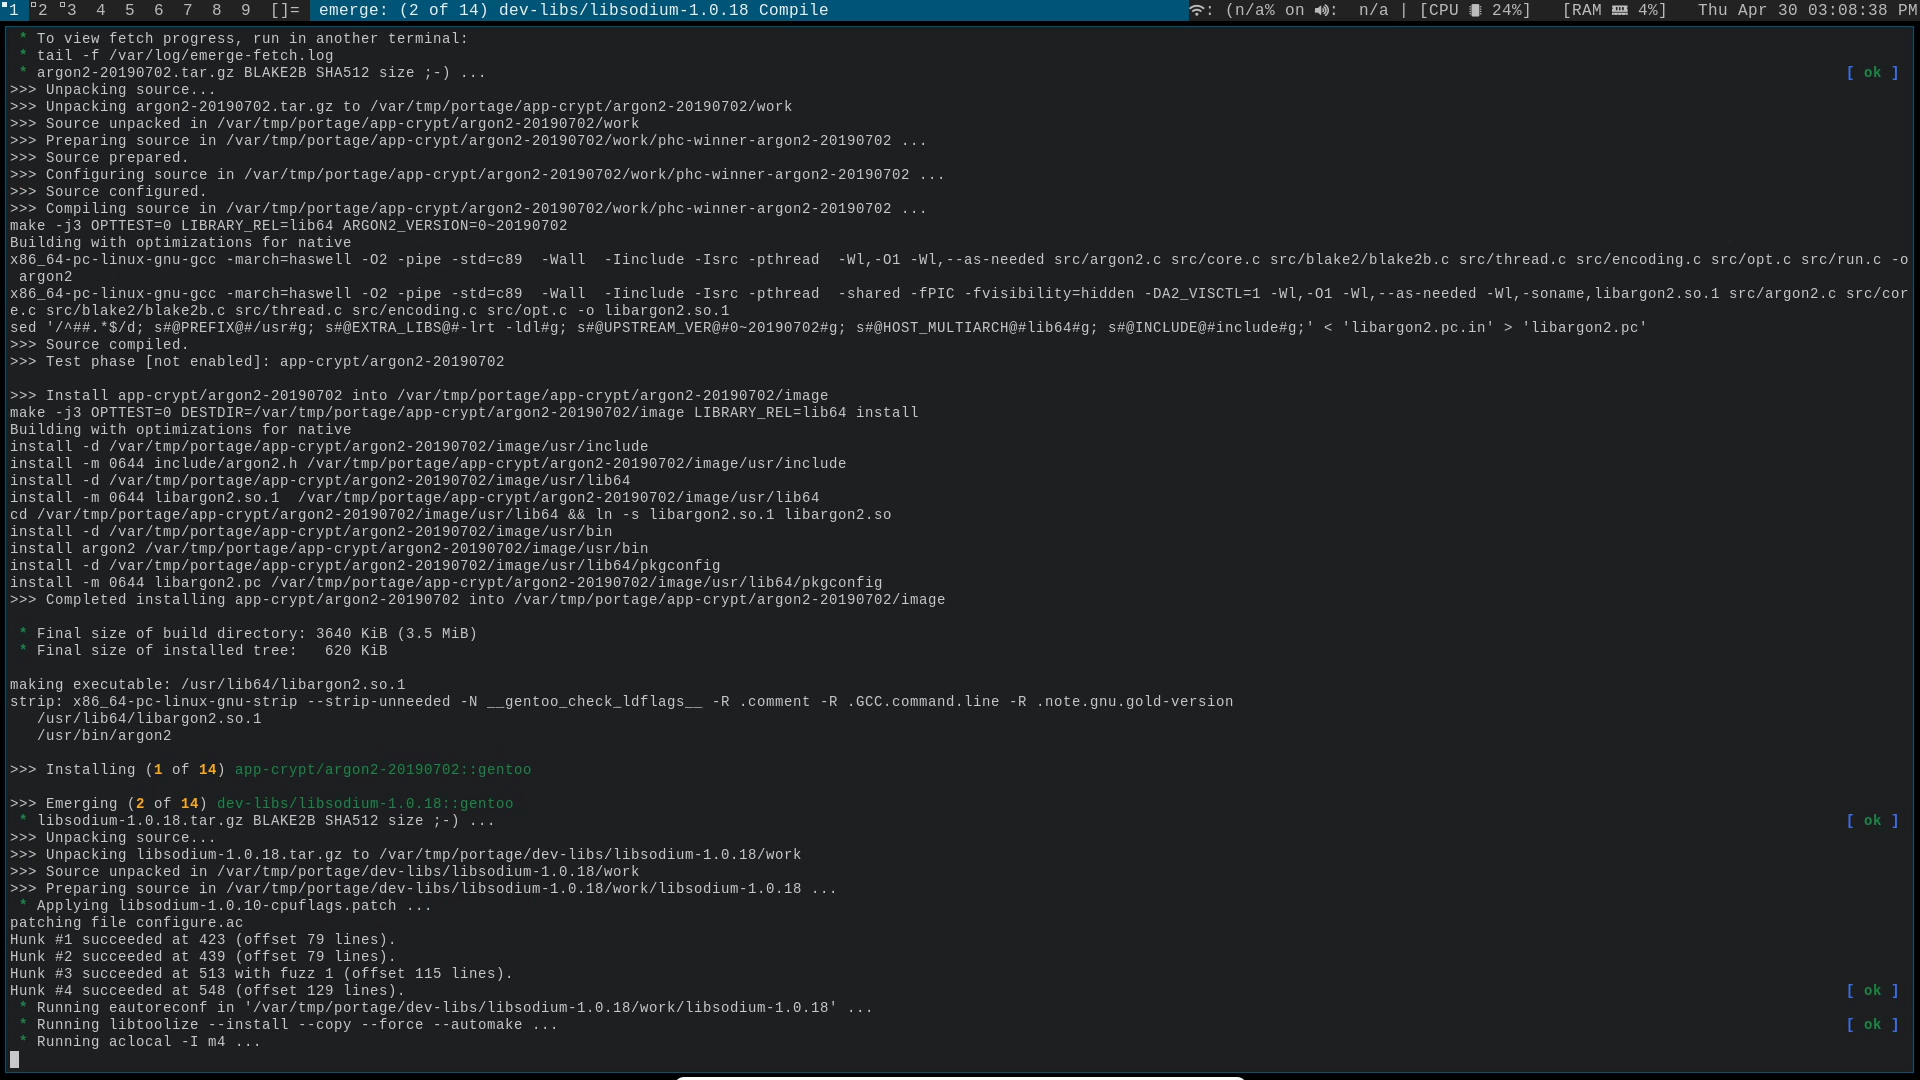 1 2 3 4 5 6 7 8 9 []= emerge: (2 of 14) dev-libs/libsodium-1.0.18 Compile : (n/a% on : n/a | [CPU 24%] [RAM 4%] Thu Apr 30 03:08:38 PM
* To view fetch progress, run in another terminal:
* tail -f /var/log/emerge-fetch.log
* argon2-20190702.tar.gz BLAKE2B SHA512 size ;-) ... [ ok ]
>>> Unpacking source...
>>> Unpacking argon2-20190702.tar.gz to /var/tmp/portage/app-crypt/argon2-20190702/work
>>> Source unpacked in /var/tmp/portage/app-crypt/argon2-20190702/work
>>> Preparing source in /var/tmp/portage/app-crypt/argon2-20190702/work/phc-winner-argon2-20190702 ...
>>> Source prepared.
>>> Configuring source in /var/tmp/portage/app-crypt/argon2-20190702/work/phc-winner-argon2-20190702 ...
>>> Source configured.
>>> Compiling source in /var/tmp/portage/app-crypt/argon2-20190702/work/phc-winner-argon2-20190702 ...
make -j3 OPTTEST=0 LIBRARY_REL=lib64 ARGON2_VERSION=0~20190702
Building with optimizations for native
x86_64-pc-linux-gnu-gcc -march=haswell -O2 -pipe -std=c89  -Wall  -Iinclude -Isrc -pthread  -Wl,-O1 -Wl,--as-needed src/argon2.c src/core.c src/blake2/blake2b.c src/thread.c src/encoding.c src/opt.c src/run.c -o
 argon2
x86_64-pc-linux-gnu-gcc -march=haswell -O2 -pipe -std=c89  -Wall  -Iinclude -Isrc -pthread  -shared -fPIC -fvisibility=hidden -DA2_VISCTL=1 -Wl,-O1 -Wl,--as-needed -Wl,-soname,libargon2.so.1 src/argon2.c src/cor
e.c src/blake2/blake2b.c src/thread.c src/encoding.c src/opt.c -o libargon2.so.1
sed '/^##.*$/d; s#@PREFIX@#/usr#g; s#@EXTRA_LIBS@#-lrt -ldl#g; s#@UPSTREAM_VER@#0~20190702#g; s#@HOST_MULTIARCH@#lib64#g; s#@INCLUDE@#include#g;' < 'libargon2.pc.in' > 'libargon2.pc'
>>> Source compiled.
>>> Test phase [not enabled]: app-crypt/argon2-20190702
>>> Install app-crypt/argon2-20190702 into /var/tmp/portage/app-crypt/argon2-20190702/image
make -j3 OPTTEST=0 DESTDIR=/var/tmp/portage/app-crypt/argon2-20190702/image LIBRARY_REL=lib64 install
Building with optimizations for native
install -d /var/tmp/portage/app-crypt/argon2-20190702/image/usr/include
install -m 0644 include/argon2.h /var/tmp/portage/app-crypt/argon2-20190702/image/usr/include
install -d /var/tmp/portage/app-crypt/argon2-20190702/image/usr/lib64
install -m 0644 libargon2.so.1  /var/tmp/portage/app-crypt/argon2-20190702/image/usr/lib64
cd /var/tmp/portage/app-crypt/argon2-20190702/image/usr/lib64 && ln -s libargon2.so.1 libargon2.so
install -d /var/tmp/portage/app-crypt/argon2-20190702/image/usr/bin
install argon2 /var/tmp/portage/app-crypt/argon2-20190702/image/usr/bin
install -d /var/tmp/portage/app-crypt/argon2-20190702/image/usr/lib64/pkgconfig
install -m 0644 libargon2.pc /var/tmp/portage/app-crypt/argon2-20190702/image/usr/lib64/pkgconfig
>>> Completed installing app-crypt/argon2-20190702 into /var/tmp/portage/app-crypt/argon2-20190702/image
* Final size of build directory: 3640 KiB (3.5 MiB)
* Final size of installed tree:   620 KiB
making executable: /usr/lib64/libargon2.so.1
strip: x86_64-pc-linux-gnu-strip --strip-unneeded -N __gentoo_check_ldflags__ -R .comment -R .GCC.command.line -R .note.gnu.gold-version
/usr/lib64/libargon2.so.1
/usr/bin/argon2
>>> Installing (1 of 14) app-crypt/argon2-20190702::gentoo
>>> Emerging (2 of 14) dev-libs/libsodium-1.0.18::gentoo
* libsodium-1.0.18.tar.gz BLAKE2B SHA512 size ;-) ... [ ok ]
>>> Unpacking source...
>>> Unpacking libsodium-1.0.18.tar.gz to /var/tmp/portage/dev-libs/libsodium-1.0.18/work
>>> Source unpacked in /var/tmp/portage/dev-libs/libsodium-1.0.18/work
>>> Preparing source in /var/tmp/portage/dev-libs/libsodium-1.0.18/work/libsodium-1.0.18 ...
* Applying libsodium-1.0.10-cpuflags.patch ...
patching file configure.ac
Hunk #1 succeeded at 423 (offset 79 lines).
Hunk #2 succeeded at 439 (offset 79 lines).
Hunk #3 succeeded at 513 with fuzz 1 (offset 115 lines).
Hunk #4 succeeded at 548 (offset 129 lines). [ ok ]
* Running eautoreconf in '/var/tmp/portage/dev-libs/libsodium-1.0.18/work/libsodium-1.0.18' ...
* Running libtoolize --install --copy --force --automake ... [ ok ]
* Running aclocal -I m4 ...